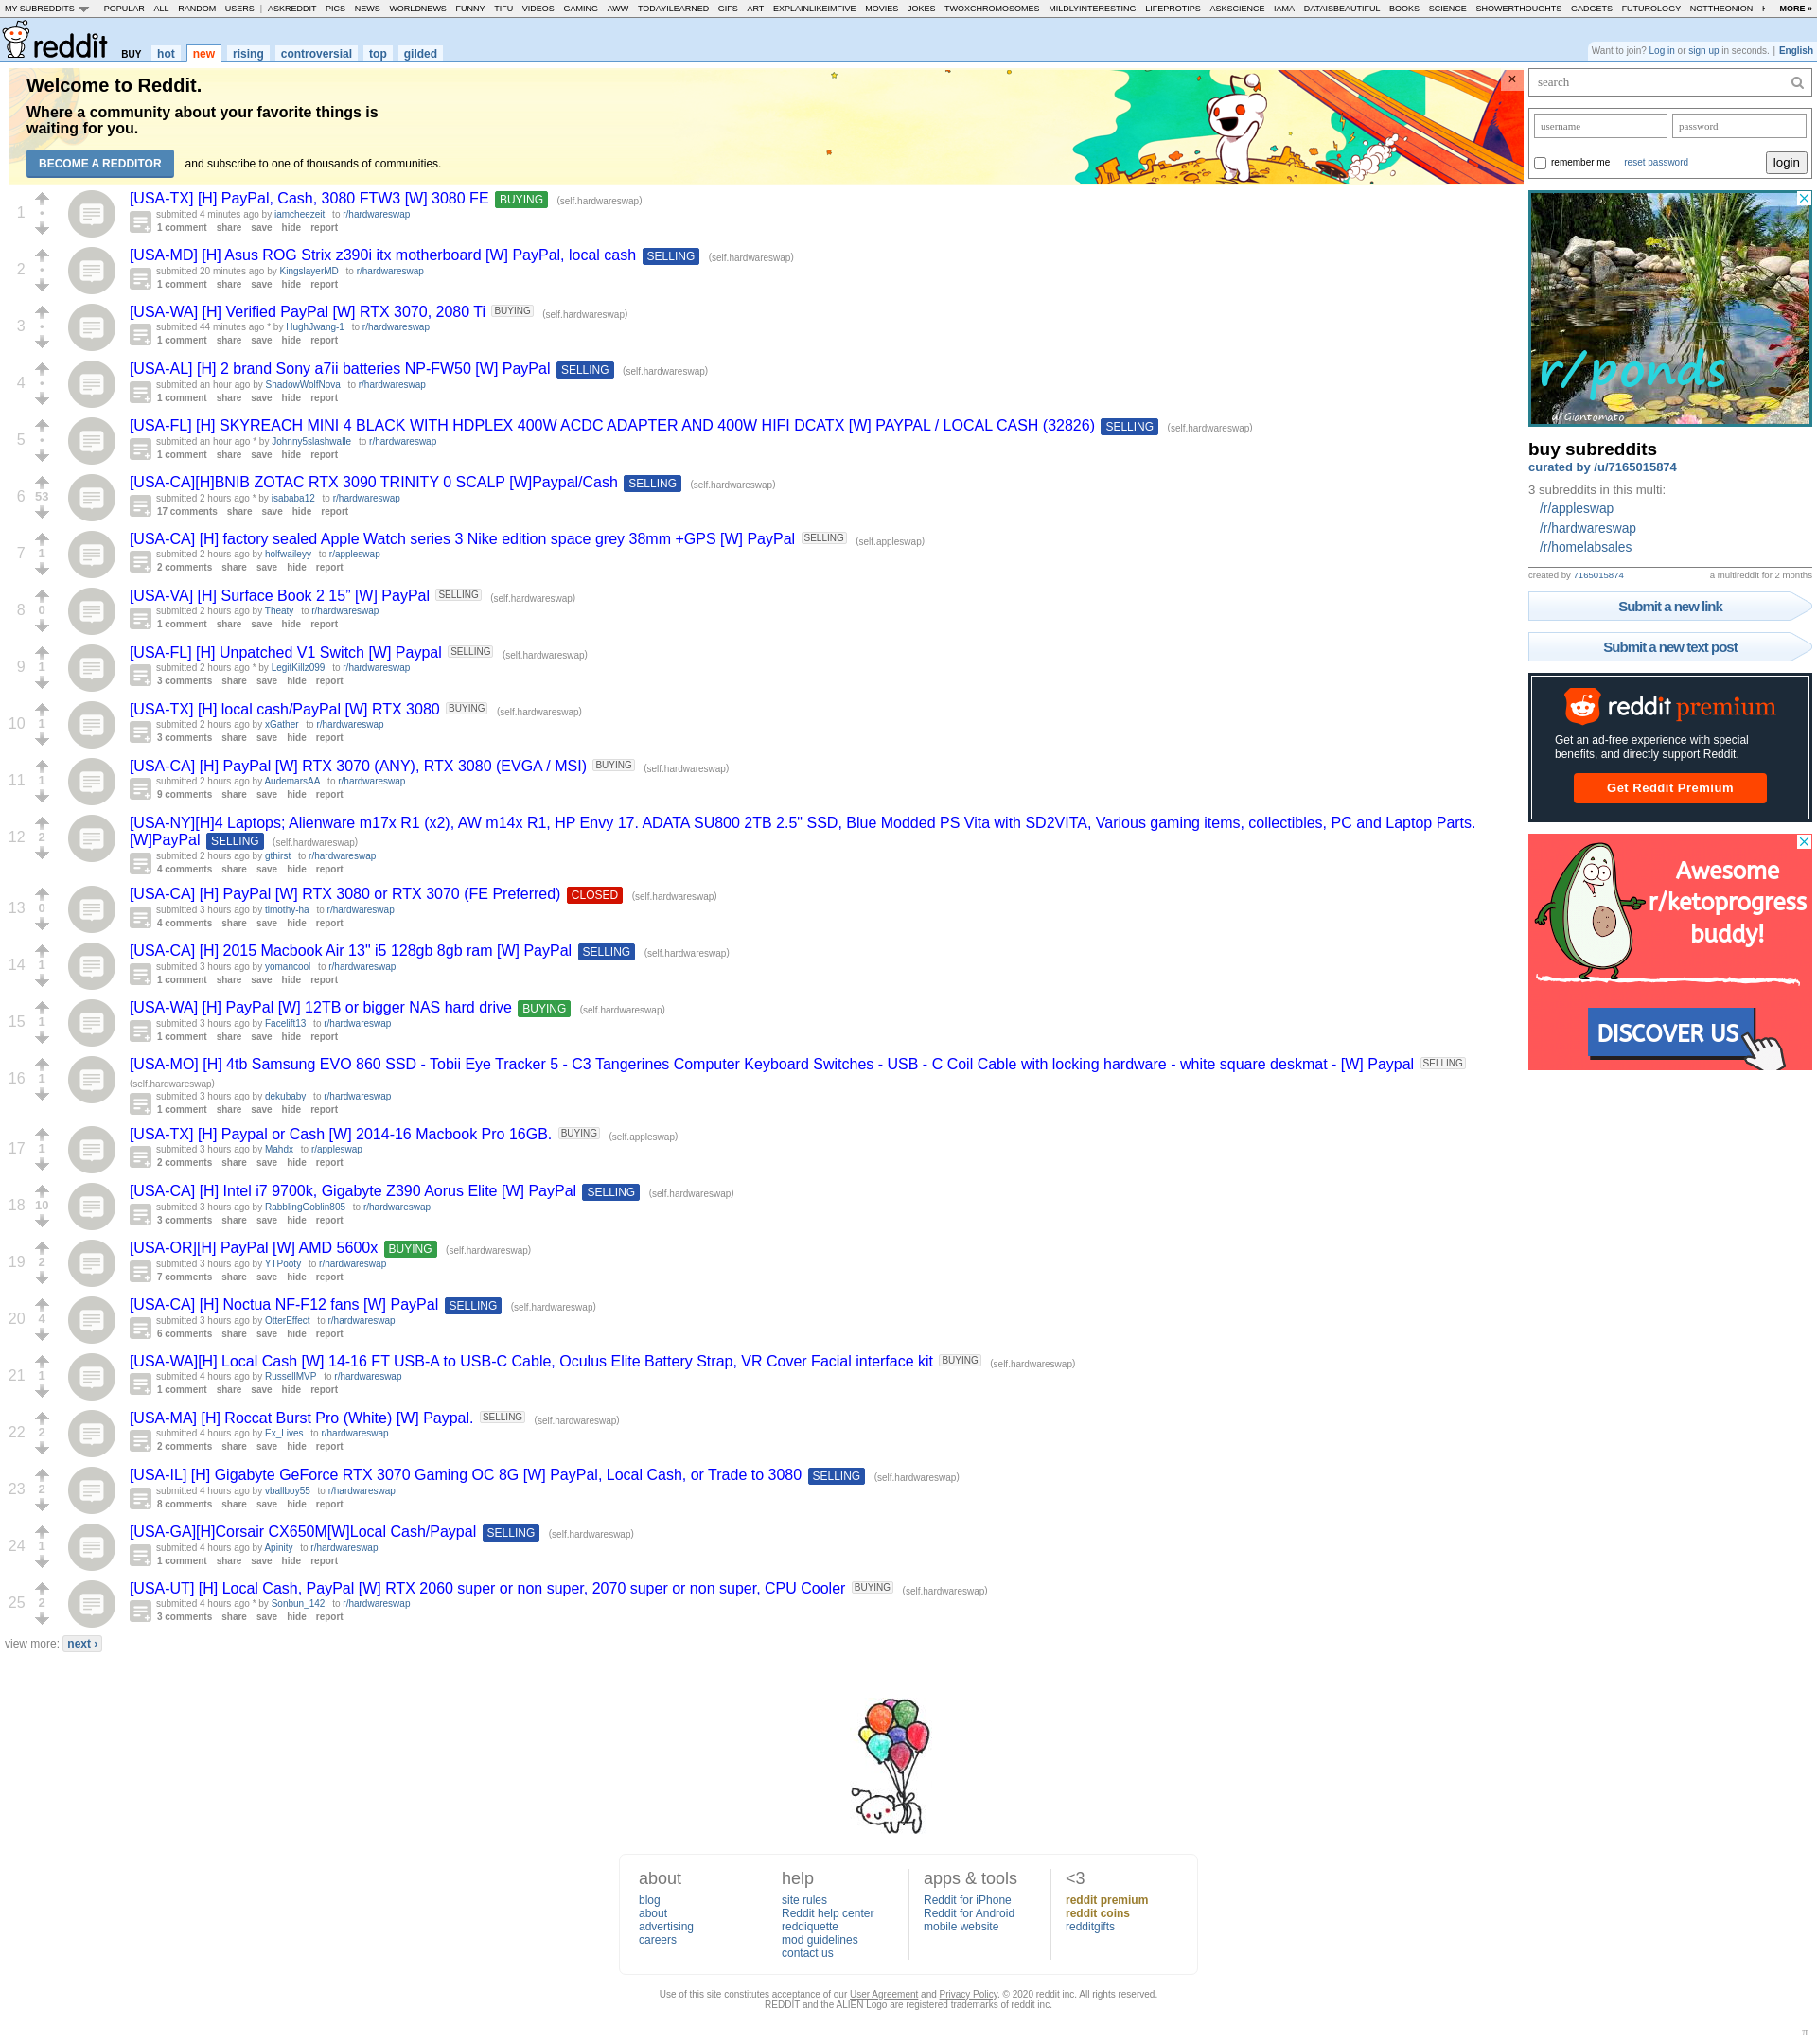 MY SUBREDDITS POPULAR - ALL - RANDOM - USERS | ASKREDDIT - PICS - NEWS - WORLDNEWS - FUNNY - TIFU - VIDEOS - GAMING - AWW - TODAYILEARNED - GIFS - ART - EXPLAINLIKEIMFIVE - MOVIES - JOKES - TWOXCHROMOSOMES - MILDLYINTERESTING - LIFEPROTIPS - ASKSCIENCE - IAMA - DATAISBEAUTIFUL - BOOKS - SCIENCE - SHOWERTHOUGHTS - GADGETS - FUTUROLOGY - NOTTHEONION - MORE »
reddit BUY hot new rising controversial top gilded
Want to join? Log in or sign up in seconds. | English
Welcome to Reddit.
Where a community about your favorite things is
waiting for you.
BECOME A REDDITOR and subscribe to one of thousands of communities.
1
[USA-TX] [H] PayPal, Cash, 3080 FTW3 [W] 3080 FE BUYING (self.hardwareswap)
submitted 4 minutes ago by iamcheezeit to r/hardwareswap
1 comment share save hide report
2
[USA-MD] [H] Asus ROG Strix z390i itx motherboard [W] PayPal, local cash SELLING (self.hardwareswap)
submitted 20 minutes ago by KingslayerMD to r/hardwareswap
1 comment share save hide report
3
[USA-WA] [H] Verified PayPal [W] RTX 3070, 2080 Ti BUYING (self.hardwareswap)
submitted 44 minutes ago * by HughJwang-1 to r/hardwareswap
1 comment share save hide report
4
[USA-AL] [H] 2 brand Sony a7ii batteries NP-FW50 [W] PayPal SELLING (self.hardwareswap)
submitted an hour ago by ShadowWolfNova to r/hardwareswap
1 comment share save hide report
5
[USA-FL] [H] SKYREACH MINI 4 BLACK WITH HDPLEX 400W ACDC ADAPTER AND 400W HIFI DCATX [W] PAYPAL / LOCAL CASH (32826) SELLING (self.hardwareswap)
submitted an hour ago * by Johnny5slashwalle to r/hardwareswap
1 comment share save hide report
6 53
[USA-CA][H]BNIB ZOTAC RTX 3090 TRINITY 0 SCALP [W]Paypal/Cash SELLING (self.hardwareswap)
submitted 2 hours ago * by isababa12 to r/hardwareswap
17 comments share save hide report
7 1
[USA-CA] [H] factory sealed Apple Watch series 3 Nike edition space grey 38mm +GPS [W] PayPal SELLING (self.appleswap)
submitted 2 hours ago by holfwaileyy to r/appleswap
2 comments share save hide report
8 0
[USA-VA] [H] Surface Book 2 15” [W] PayPal SELLING (self.hardwareswap)
submitted 2 hours ago by Theaty to r/hardwareswap
1 comment share save hide report
9 1
[USA-FL] [H] Unpatched V1 Switch [W] Paypal SELLING (self.hardwareswap)
submitted 2 hours ago * by LegitKillz099 to r/hardwareswap
3 comments share save hide report
10 1
[USA-TX] [H] local cash/PayPal [W] RTX 3080 BUYING (self.hardwareswap)
submitted 2 hours ago by xGather to r/hardwareswap
3 comments share save hide report
11 1
[USA-CA] [H] PayPal [W] RTX 3070 (ANY), RTX 3080 (EVGA / MSI) BUYING (self.hardwareswap)
submitted 2 hours ago by AudemarsAA to r/hardwareswap
9 comments share save hide report
12 2
[USA-NY][H]4 Laptops; Alienware m17x R1 (x2), AW m14x R1, HP Envy 17. ADATA SU800 2TB 2.5" SSD, Blue Modded PS Vita with SD2VITA, Various gaming items, collectibles, PC and Laptop Parts.
[W]PayPal SELLING (self.hardwareswap)
submitted 2 hours ago by gthirst to r/hardwareswap
4 comments share save hide report
13 0
[USA-CA] [H] PayPal [W] RTX 3080 or RTX 3070 (FE Preferred) CLOSED (self.hardwareswap)
submitted 3 hours ago by timothy-ha to r/hardwareswap
4 comments share save hide report
14 1
[USA-CA] [H] 2015 Macbook Air 13" i5 128gb 8gb ram [W] PayPal SELLING (self.hardwareswap)
submitted 3 hours ago by yomancool to r/hardwareswap
1 comment share save hide report
15 1
[USA-WA] [H] PayPal [W] 12TB or bigger NAS hard drive BUYING (self.hardwareswap)
submitted 3 hours ago by Facelift13 to r/hardwareswap
1 comment share save hide report
16 1
[USA-MO] [H] 4tb Samsung EVO 860 SSD - Tobii Eye Tracker 5 - C3 Tangerines Computer Keyboard Switches - USB - C Coil Cable with locking hardware - white square deskmat - [W] Paypal SELLING
(self.hardwareswap)
submitted 3 hours ago by dekubaby to r/hardwareswap
1 comment share save hide report
17 1
[USA-TX] [H] Paypal or Cash [W] 2014-16 Macbook Pro 16GB. BUYING (self.appleswap)
submitted 3 hours ago by Mahdx to r/appleswap
2 comments share save hide report
18 10
[USA-CA] [H] Intel i7 9700k, Gigabyte Z390 Aorus Elite [W] PayPal SELLING (self.hardwareswap)
submitted 3 hours ago by RabblingGoblin805 to r/hardwareswap
3 comments share save hide report
19 2
[USA-OR][H] PayPal [W] AMD 5600x BUYING (self.hardwareswap)
submitted 3 hours ago by YTPooty to r/hardwareswap
7 comments share save hide report
20 4
[USA-CA] [H] Noctua NF-F12 fans [W] PayPal SELLING (self.hardwareswap)
submitted 3 hours ago by OtterEffect to r/hardwareswap
6 comments share save hide report
21 1
[USA-WA][H] Local Cash [W] 14-16 FT USB-A to USB-C Cable, Oculus Elite Battery Strap, VR Cover Facial interface kit BUYING (self.hardwareswap)
submitted 4 hours ago by RussellMVP to r/hardwareswap
1 comment share save hide report
22 2
[USA-MA] [H] Roccat Burst Pro (White) [W] Paypal. SELLING (self.hardwareswap)
submitted 4 hours ago by Ex_Lives to r/hardwareswap
2 comments share save hide report
23 2
[USA-IL] [H] Gigabyte GeForce RTX 3070 Gaming OC 8G [W] PayPal, Local Cash, or Trade to 3080 SELLING (self.hardwareswap)
submitted 4 hours ago by vballboy55 to r/hardwareswap
8 comments share save hide report
24 1
[USA-GA][H]Corsair CX650M[W]Local Cash/Paypal SELLING (self.hardwareswap)
submitted 4 hours ago by Apinity to r/hardwareswap
1 comment share save hide report
25 2
[USA-UT] [H] Local Cash, PayPal [W] RTX 2060 super or non super, 2070 super or non super, CPU Cooler BUYING (self.hardwareswap)
submitted 4 hours ago * by Sonbun_142 to r/hardwareswap
3 comments share save hide report
view more: next ›
search
username password
remember me reset password login
r/ponds
u/Giantomato
buy subreddits
curated by /u/7165015874
3 subreddits in this multi:
/r/appleswap
/r/hardwareswap
/r/homelabsales
created by 7165015874 a multireddit for 2 months
Submit a new link
Submit a new text post
reddit premium
Get an ad-free experience with special
benefits, and directly support Reddit.
Get Reddit Premium
Awesome
r/ketoprogress
buddy!
DISCOVER US
about
blog
about
advertising
careers
help
site rules
Reddit help center
reddiquette
mod guidelines
contact us
apps & tools
Reddit for iPhone
Reddit for Android
mobile website
<3
reddit premium
reddit coins
redditgifts
Use of this site constitutes acceptance of our User Agreement and Privacy Policy. © 2020 reddit inc. All rights reserved.
REDDIT and the ALIEN Logo are registered trademarks of reddit inc.
π